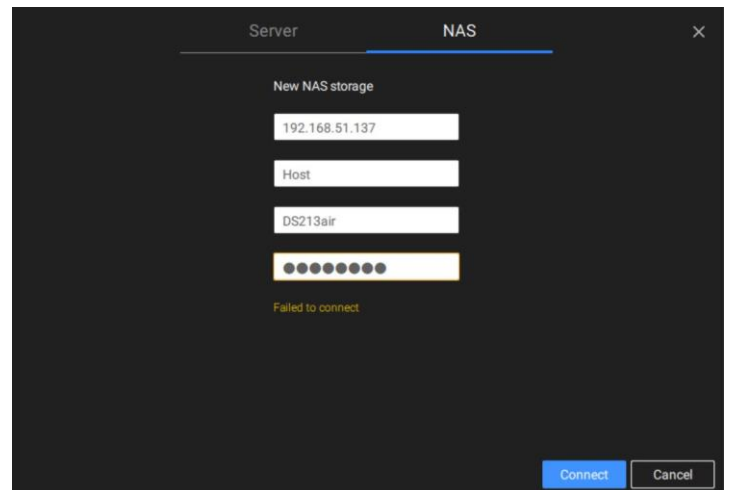 Server NAS
New NAS storage
192.168.51.137
Host
DS213air
Failed to connect
Connect Cancel